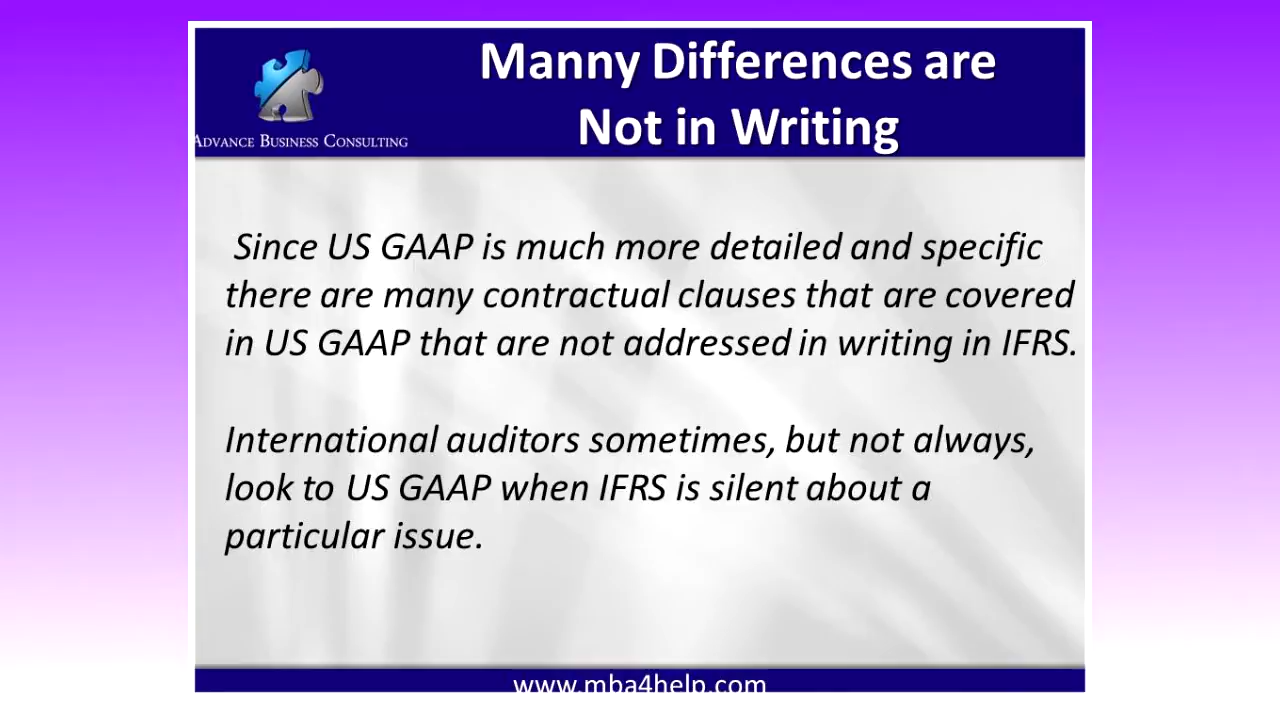 Manny Differences are
Not in Writing
ADVANCE BUSINESS CONSULTING
Since US GAAP is much more detailed and specific
there are many contractual clauses that are covered
in US GAAP that are not addressed in writing in IFRS.
International auditors sometimes, but not always,
look to US GAAP when IFRS is silent about a
particular issue.
www.mba4help.com